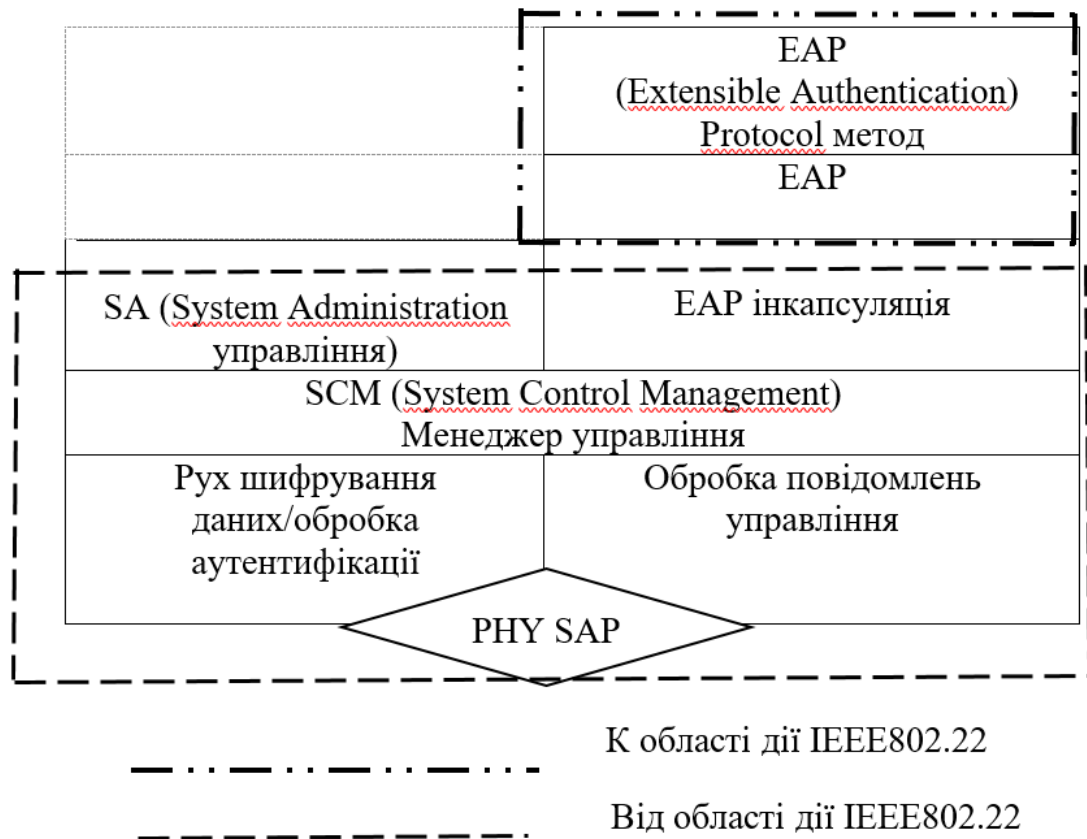 EAP
(Extensible Authentication)
Protocol метод
EAP
SA (System Administration
управління)
EAP інкапсуляція
SCM (System Control Management)
Менеджер управління
Рух шифрування
даних/обробка
аутентифікації
Обробка повідомлень
управління
PHY SAP
К області дії IEEE802.22
Від області дії IEEE802.22